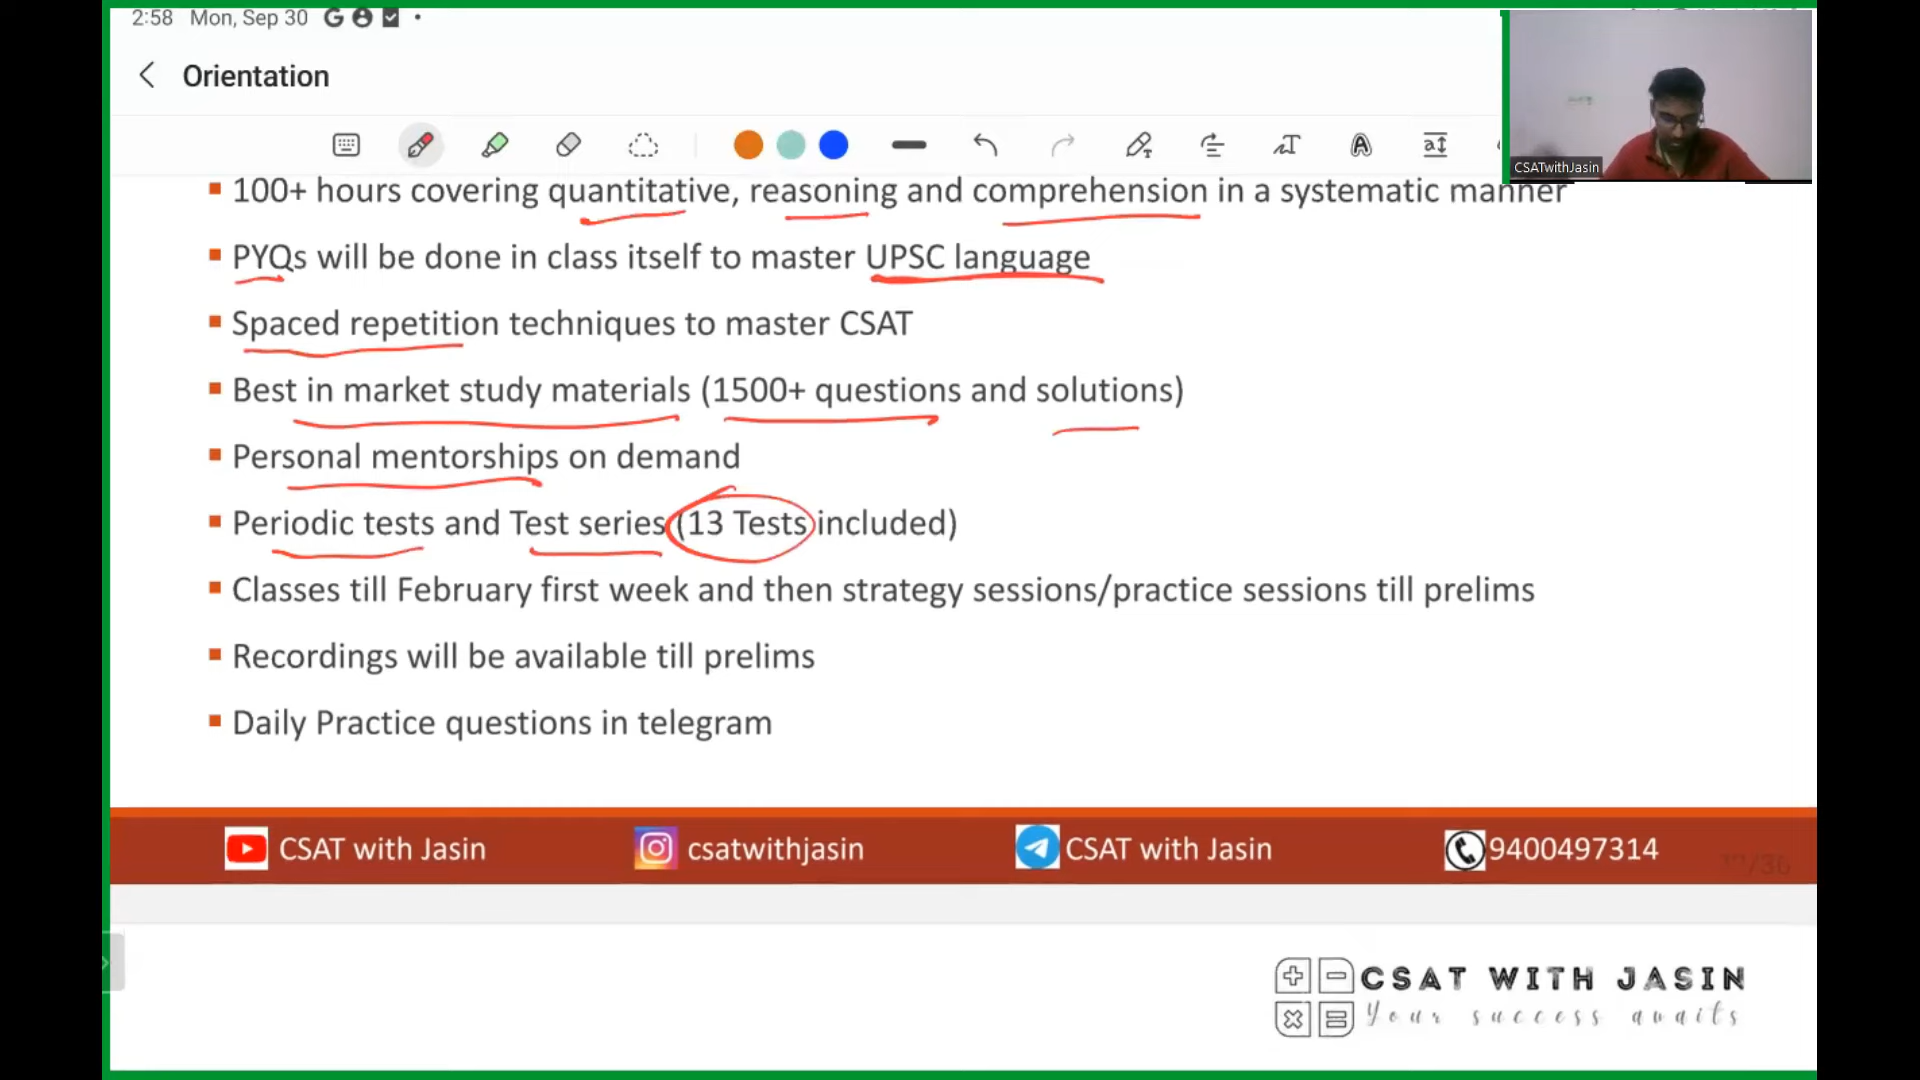 2:58 Mon, Sep 30
Orientation
CSATwithJasin
100+ hours covering quantitative, reasoning and comprehension in a systematic manner
PYQs will be done in class itself to master UPSC language
Spaced repetition techniques to master CSAT
Best in market study materials (1500+ questions and solutions)
Personal mentorships on demand
Periodic tests and Test series (13 Tests included)
Classes till February first week and then strategy sessions/practice sessions till prelims
Recordings will be available till prelims
Daily Practice questions in telegram
CSAT with Jasin csatwithjasin CSAT with Jasin 9400497314
CSAT WITH JASIN
Your success awaits